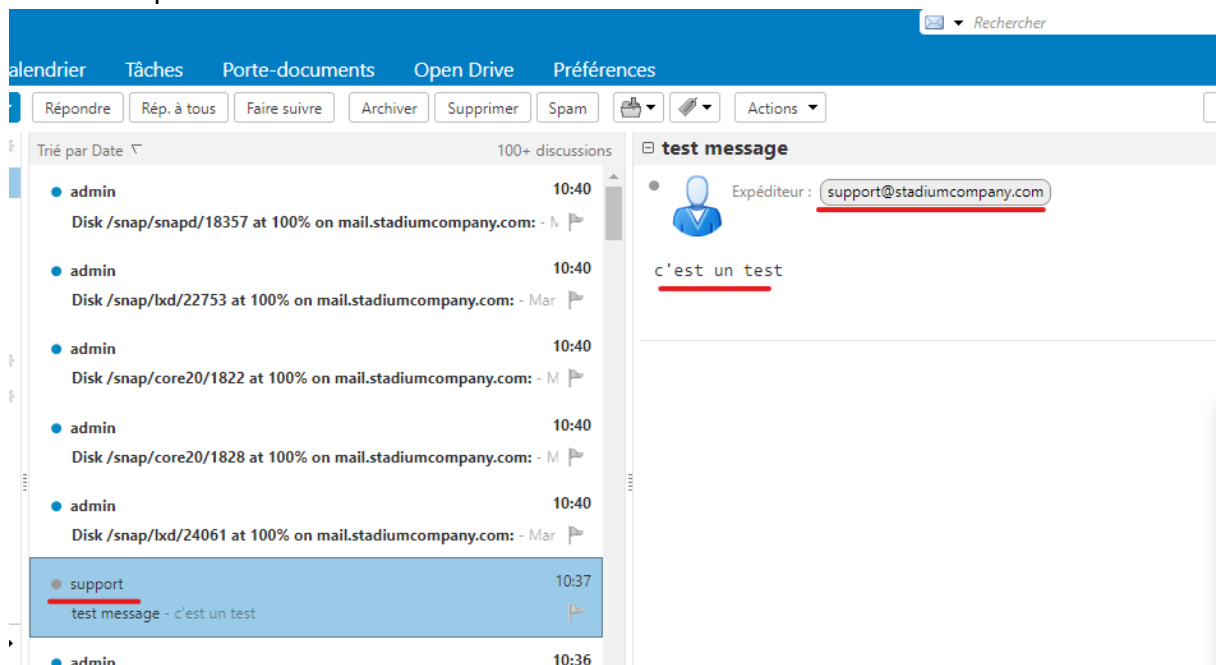 Rechercher
alendrier Tâches Porte-documents Open Drive Préférences
Répondre Rép. à tous Faire suivre Archiver Supprimer Spam Actions
Trié par Date 100+ discussions
test message
admin 10:40
Disk /snap/snapd/18357 at 100% on mail.stadiumcompany.com: -
Expéditeur : support@stadiumcompany.com
c'est un test
admin 10:40
Disk /snap/lxd/22753 at 100% on mail.stadiumcompany.com: - Mar
admin 10:40
Disk /snap/core20/1822 at 100% on mail.stadiumcompany.com: - M
admin 10:40
Disk /snap/core20/1828 at 100% on mail.stadiumcompany.com: - M
admin 10:40
Disk /snap/lxd/24061 at 100% on mail.stadiumcompany.com: - Mar
support 10:37
test message - c'est un test
admin 10:36